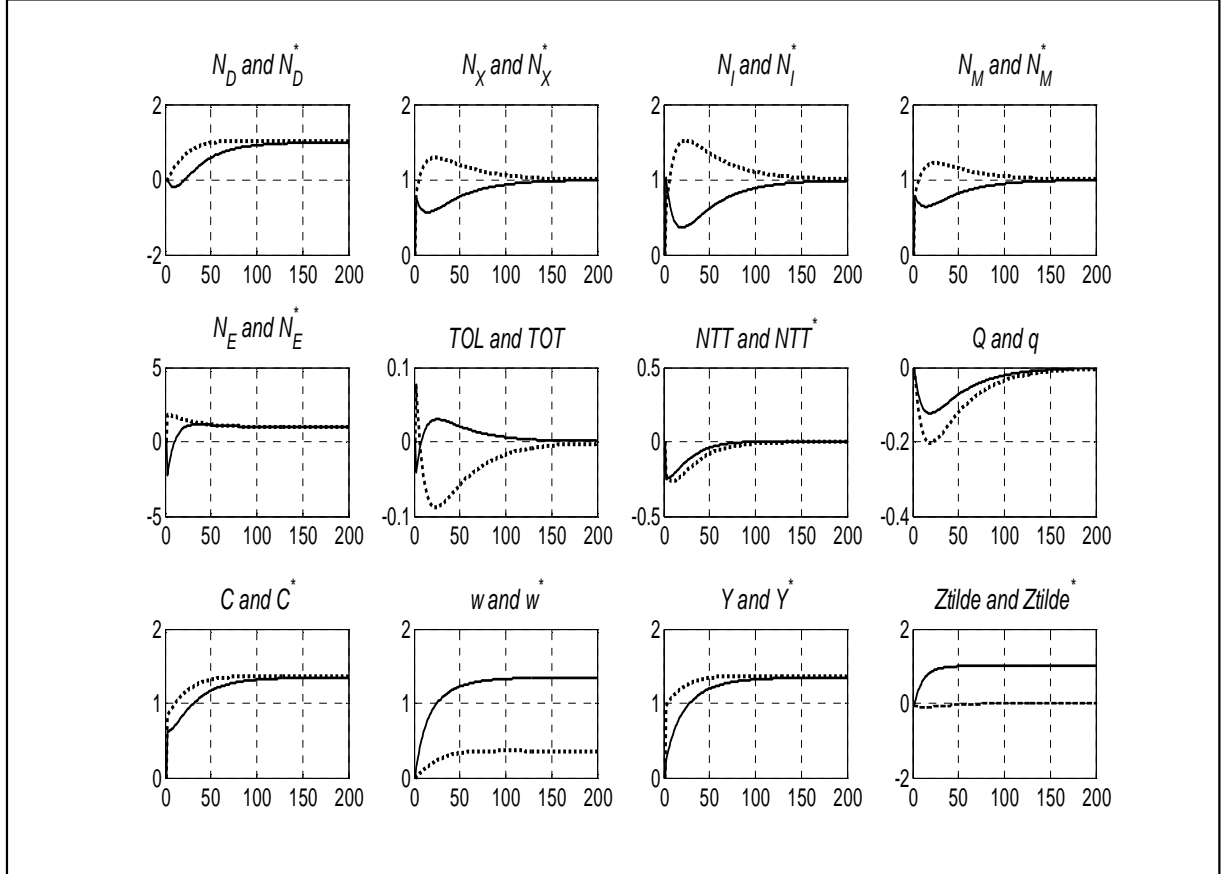 N_D and N_D^* N_X and N_X^* N_I and N_I^* N_M and N_M^*
2 2 2 2
0 1 1 1
-2 0 0 0
0 50 100 150 200 0 50 100 150 200 0 50 100 150 200 0 50 100 150 200
N_E and N_E^* TOL and TOT NTT and NTT^* Q and q
5 0.1 0.5 0
0 0 0 -0.2
-5 -0.1 -0.5 -0.4
0 50 100 150 200 0 50 100 150 200 0 50 100 150 200 0 50 100 150 200
C and C^* w and w^* Y and Y^* Ztilde and Ztilde^*
2 2 2 2
1 1 1 0
0 0 0 -2
0 50 100 150 200 0 50 100 150 200 0 50 100 150 200 0 50 100 150 200